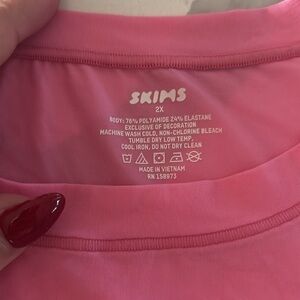 SKIMS
2X
BODY: 76% POLYAMIDE 24% ELASTANE
EXCLUSIVE OF DECORATION
MACHINE WASH COLD, NON-CHLORINE BLEACH
TUMBLE DRY LOW TEMP,
COOL IRON, DO NOT DRY CLEAN
MADE IN VIETNAM
RN 158973